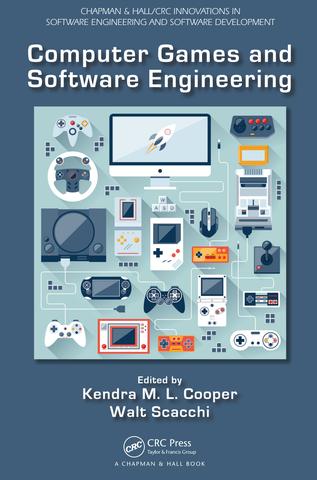 CHAPMAN & HALL/CRC INNOVATIONS IN
SOFTWARE ENGINEERING AND SOFTWARE DEVELOPMENT
Computer Games and
Software Engineering
W
A S D
Edited by
Kendra M. L. Cooper
Walt Scacchi
CRC
CRC Press
Taylor & Francis Group
A CHAPMAN & HALL BOOK